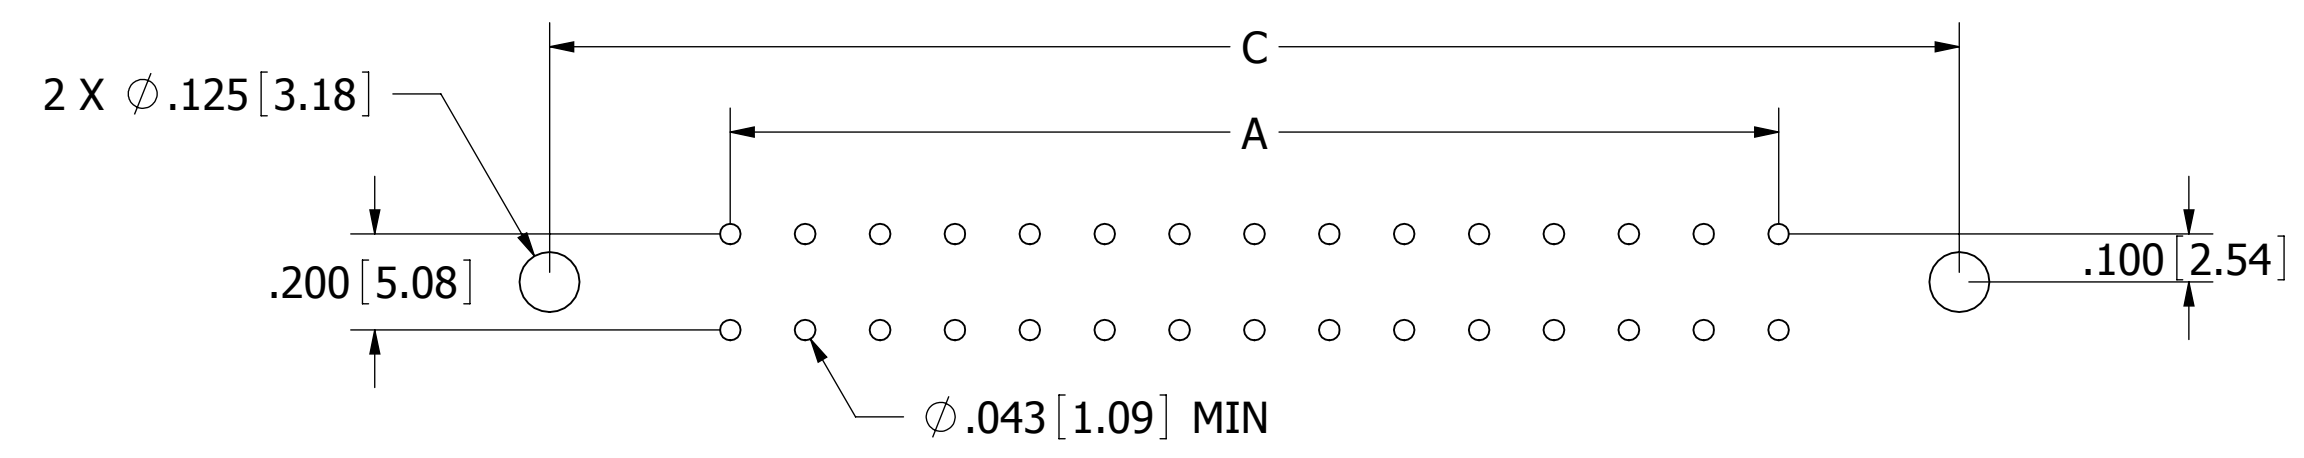 C
2 X ∅ .125 [3.18]
A
.100 [2.54]
.200 [5.08]
∅ .043 [1.09] MIN